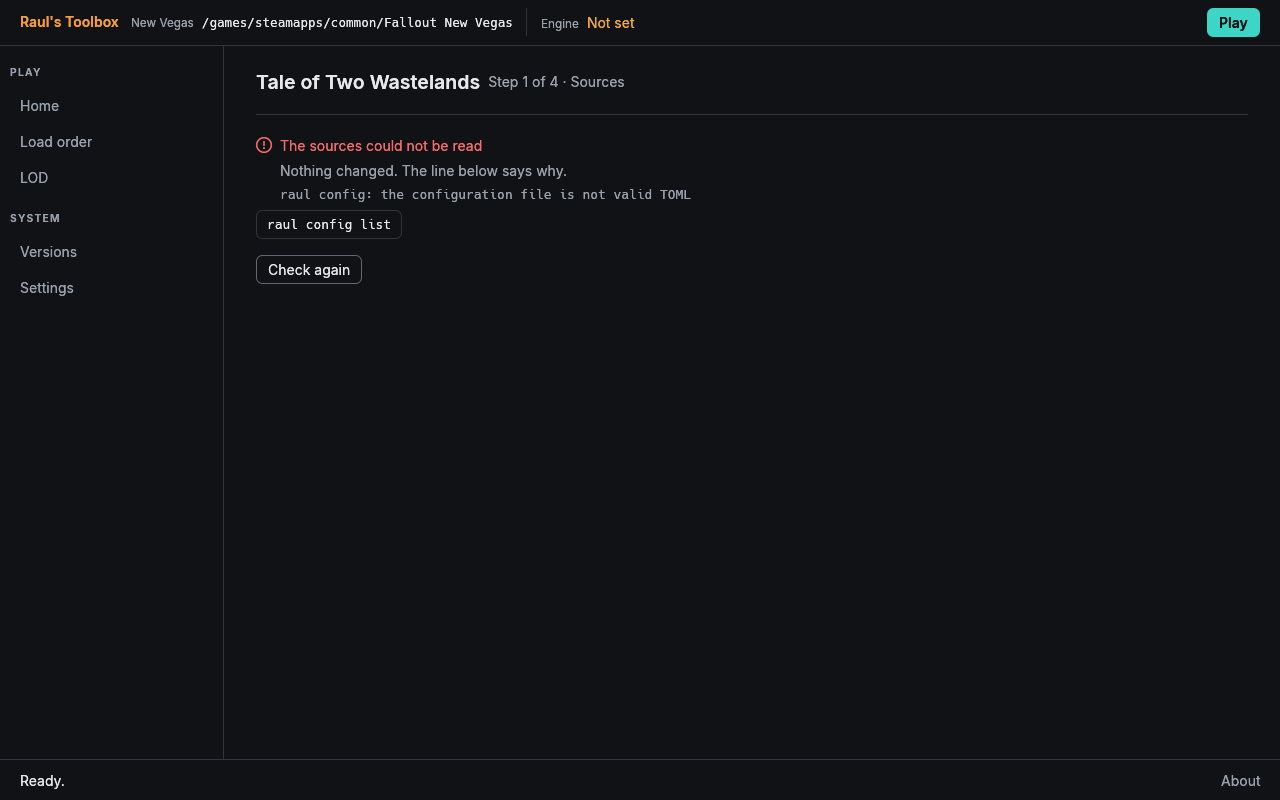 Raul's Toolbox New Vegas /games/steamapps/common/Fallout New Vegas Engine Not set Play
PLAY
Home
Load order
LOD
SYSTEM
Versions
Settings
Tale of Two Wastelands Step 1 of 4 · Sources
The sources could not be read
Nothing changed. The line below says why.
raul config: the configuration file is not valid TOML
raul config list
Check again
Ready. About